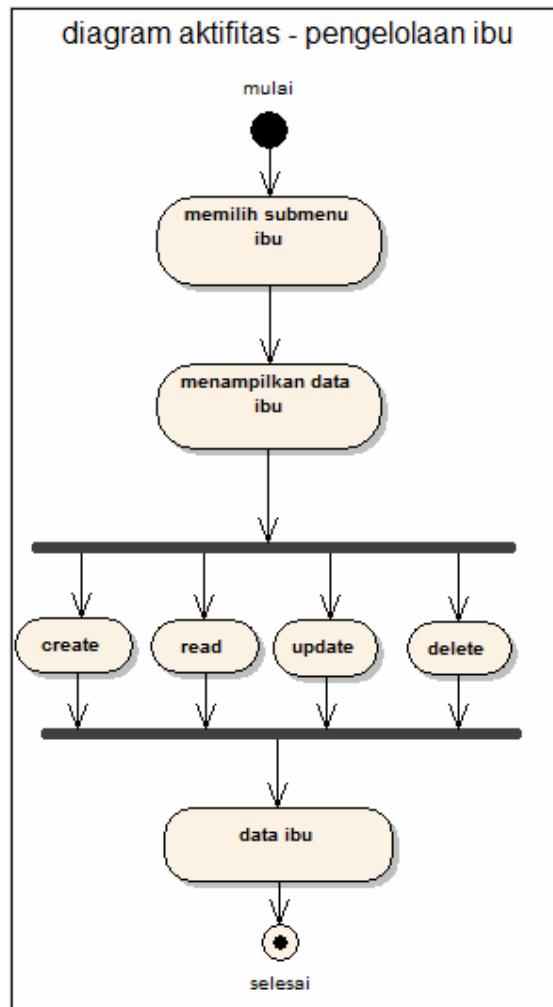 diagram aktifitas - pengelolaan ibu
mulai
memilih submenu
ibu
menampilkan data
ibu
create
read
update
delete
data ibu
selesai